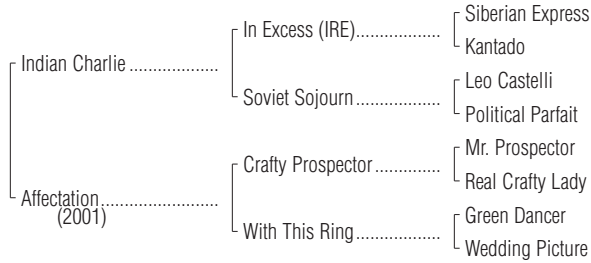 Siberian Express
In Excess (IRE)..................
Kantado
Indian Charlie ...................
Leo Castelli
Soviet Sojourn ..................
Political Parfait
Mr. Prospector
Crafty Prospector..............
Real Crafty Lady
Affectation.........................
(2001)
Green Dancer
With This Ring..................
Wedding Picture